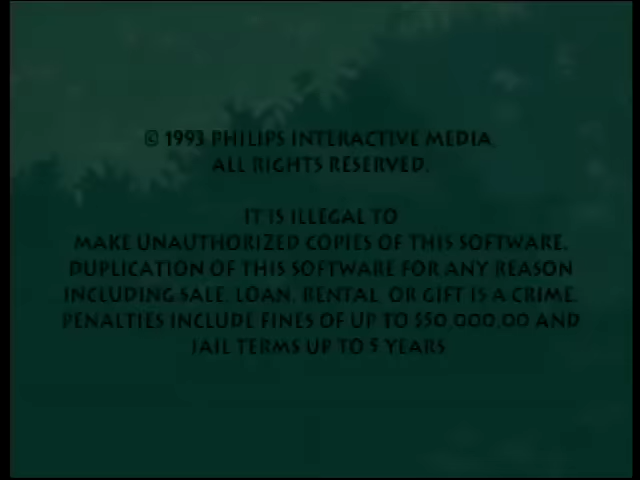 © 1993 PHILIPS INTERACTIVE MEDIA
ALL RIGHTS RESERVED.
IT IS ILLEGAL TO
MAKE UNAUTHORIZED COPIES OF THIS SOFTWARE.
DUPLICATION OF THIS SOFTWARE FOR ANY REASON
INCLUDING SALE, LOAN, RENTAL OR GIFT IS A CRIME.
PENALTIES INCLUDE FINES OF UP TO $50,000.00 AND
JAIL TERMS UP TO 5 YEARS